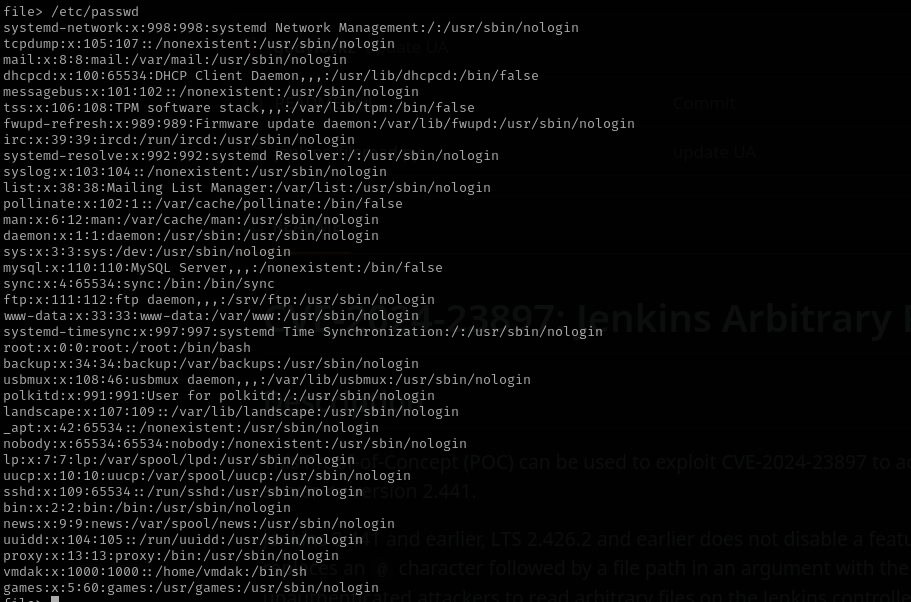 file> /etc/passwd
systemd-network:x:998:998:systemd Network Management:/:/usr/sbin/nologin
tcpdump:x:105:107::/nonexistent:/usr/sbin/nologin
mail:x:8:8:mail:/var/mail:/usr/sbin/nologin
dhcpcd:x:100:65534:DHCP Client Daemon,,,:/usr/lib/dhcpcd:/bin/false
messagebus:x:101:102::/nonexistent:/usr/sbin/nologin
tss:x:106:108:TPM software stack,,,:/var/lib/tpm:/bin/false
fwupd-refresh:x:989:989:Firmware update daemon:/var/lib/fwupd:/usr/sbin/nologin
irc:x:39:39:ircd:/run/ircd:/usr/sbin/nologin
systemd-resolve:x:992:992:systemd Resolver:/:/usr/sbin/nologin
syslog:x:103:104::/nonexistent:/usr/sbin/nologin
list:x:38:38:Mailing List Manager:/var/list:/usr/sbin/nologin
pollinate:x:102:1::/var/cache/pollinate:/bin/false
man:x:6:12:man:/var/cache/man:/usr/sbin/nologin
daemon:x:1:1:daemon:/usr/sbin:/usr/sbin/nologin
sys:x:3:3:sys:/dev:/usr/sbin/nologin
mysql:x:110:110:MySQL Server,,,:/nonexistent:/bin/false
sync:x:4:65534:sync:/bin:/bin/sync
ftp:x:111:112:ftp daemon,,,:/srv/ftp:/usr/sbin/nologin
www-data:x:33:33:www-data:/var/www:/usr/sbin/nologin
systemd-timesync:x:997:997:systemd Time Synchronization:/:/usr/sbin/nologin
root:x:0:0:root:/root:/bin/bash
backup:x:34:34:backup:/var/backups:/usr/sbin/nologin
usbmux:x:108:46:usbmux daemon,,,:/var/lib/usbmux:/usr/sbin/nologin
polkitd:x:991:991:User for polkitd:/:/usr/sbin/nologin
landscape:x:107:109::/var/lib/landscape:/usr/sbin/nologin
_apt:x:42:65534::/nonexistent:/usr/sbin/nologin
nobody:x:65534:65534:nobody:/nonexistent:/usr/sbin/nologin
lp:x:7:7:lp:/var/spool/lpd:/usr/sbin/nologin
uucp:x:10:10:uucp:/var/spool/uucp:/usr/sbin/nologin
sshd:x:109:65534::/run/sshd:/usr/sbin/nologin
bin:x:2:2:bin:/bin:/usr/sbin/nologin
news:x:9:9:news:/var/spool/news:/usr/sbin/nologin
uuidd:x:104:105::/run/uuidd:/usr/sbin/nologin
proxy:x:13:13:proxy:/bin:/usr/sbin/nologin
vmdak:x:1000:1000::/home/vmdak:/bin/sh
games:x:5:60:games:/usr/games:/usr/sbin/nologin
file>
update UA
Commit
update UA
23897: Jenkins Arbitrary
of-Concept (POC) can be used to exploit CVE-2024-23897 to
version 2.441.
and earlier, LTS 2.426.2 and earlier does not disable a
an @ character followed by a file path in an argument with the
unauthenticated attackers to read arbitrary files on the Jenkins controller